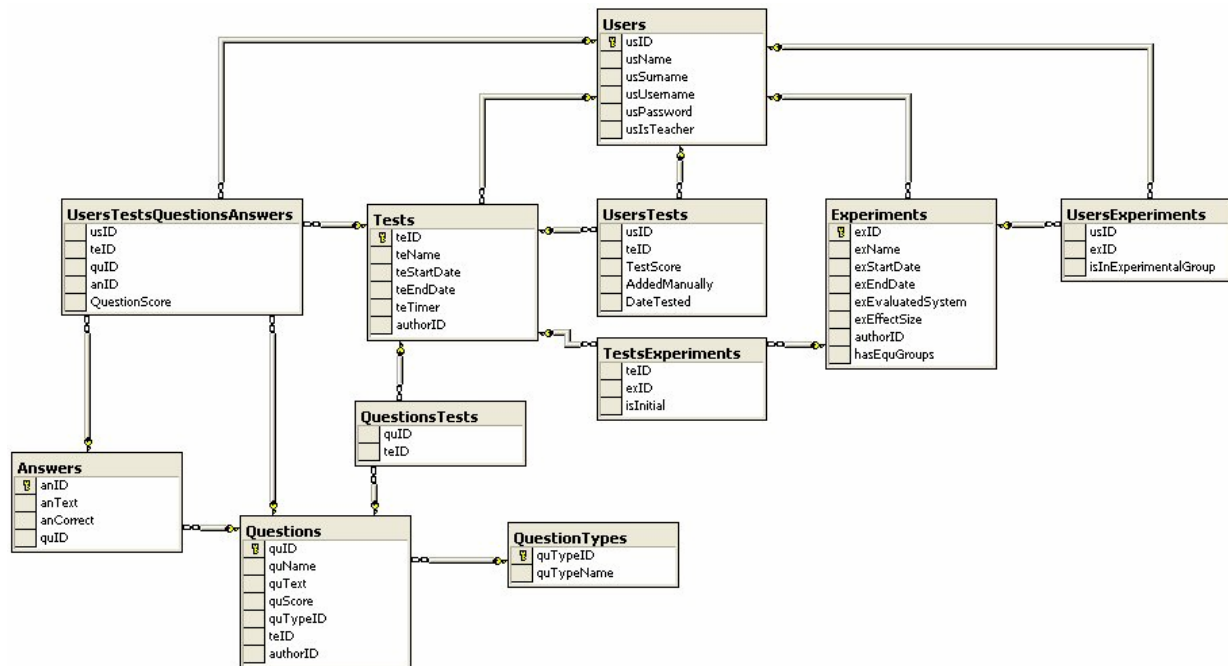 Users
usID
usName
usSurname
usUsername
usPassword
usIsTeacher
UsersTestsQuestionsAnswers
usID
teID
quID
anID
QuestionScore
Tests
teID
teName
teStartDate
teEndDate
teTimer
authorID
UsersTests
usID
teID
TestScore
AddedManually
DateTested
Experiments
exID
exName
exStartDate
exEndDate
exEvaluatedSystem
exEffectSize
authorID
hasEquGroups
UsersExperiments
usID
exID
isInExperimentalGroup
TestsExperiments
teID
exID
isInitial
QuestionsTests
quID
teID
Answers
anID
anText
anCorrect
quID
Questions
quID
quName
quText
quScore
quTypeID
teID
authorID
QuestionTypes
quTypeID
quTypeName